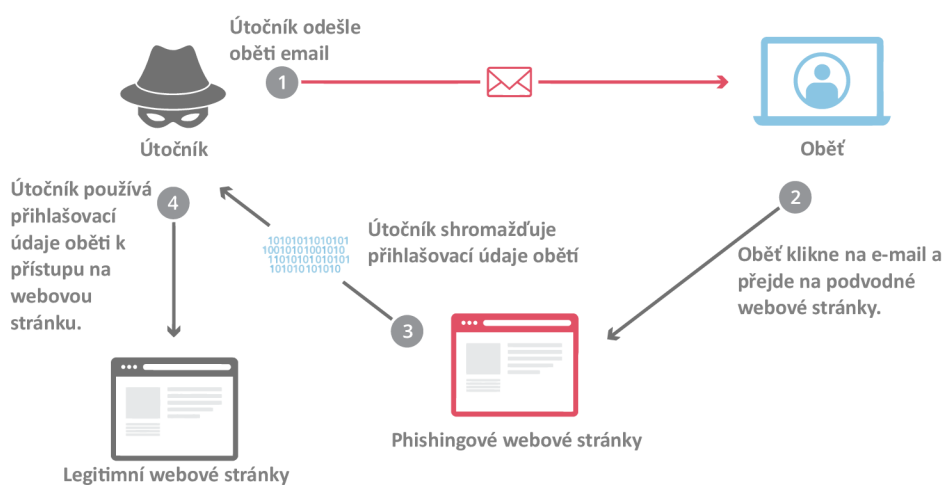 Útočník odešle
oběti email
1
Útočník
Oběť
Útočník používá
přihlašovací
údaje oběti k
přístupu na
webovou
stránku.
4
2
Útočník shromažďuje
přihlašovací údaje obětí
10101011010101
10010101001010
11010101010101
101010101010
Oběť klikne na e-mail a
přejde na podvodné
webové stránky.
3
Phishingové webové stránky
Legitimní webové stránky